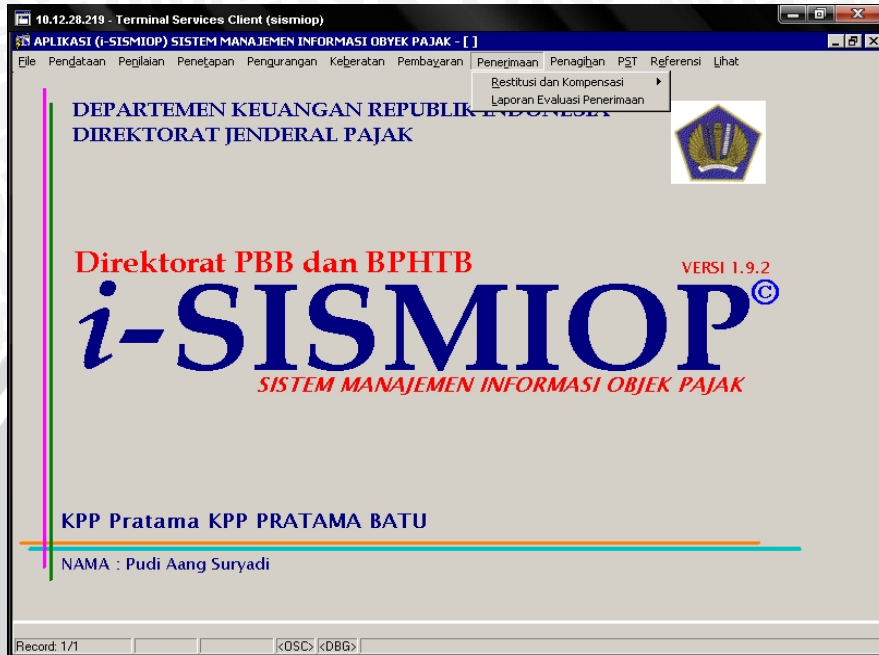 10.12.28.219 - Terminal Services Client (sismiop)
APLIKASI (i-SISMIOP) SISTEM MANAJEMEN INFORMASI OBYEK PAJAK - [ ]
File Pendataan Penilaian Penetapan Pengurangan Keberatan Pembayaran Penerimaan Penagihan PST Referensi Lihat
Restitusi dan Kompensasi
Laporan Evaluasi Penerimaan
DEPARTEMEN KEUANGAN REPUBLIK INDONESIA
DIREKTORAT JENDERAL PAJAK
Direktorat PBB dan BPHTB
VERSI 1.9.2
i-SISMIOP©
SISTEM MANAJEMEN INFORMASI OBJEK PAJAK
KPP Pratama KPP PRATAMA BATU
NAMA : Pudi Aang Suryadi
Record: 1/1 <OSC> <DBG>